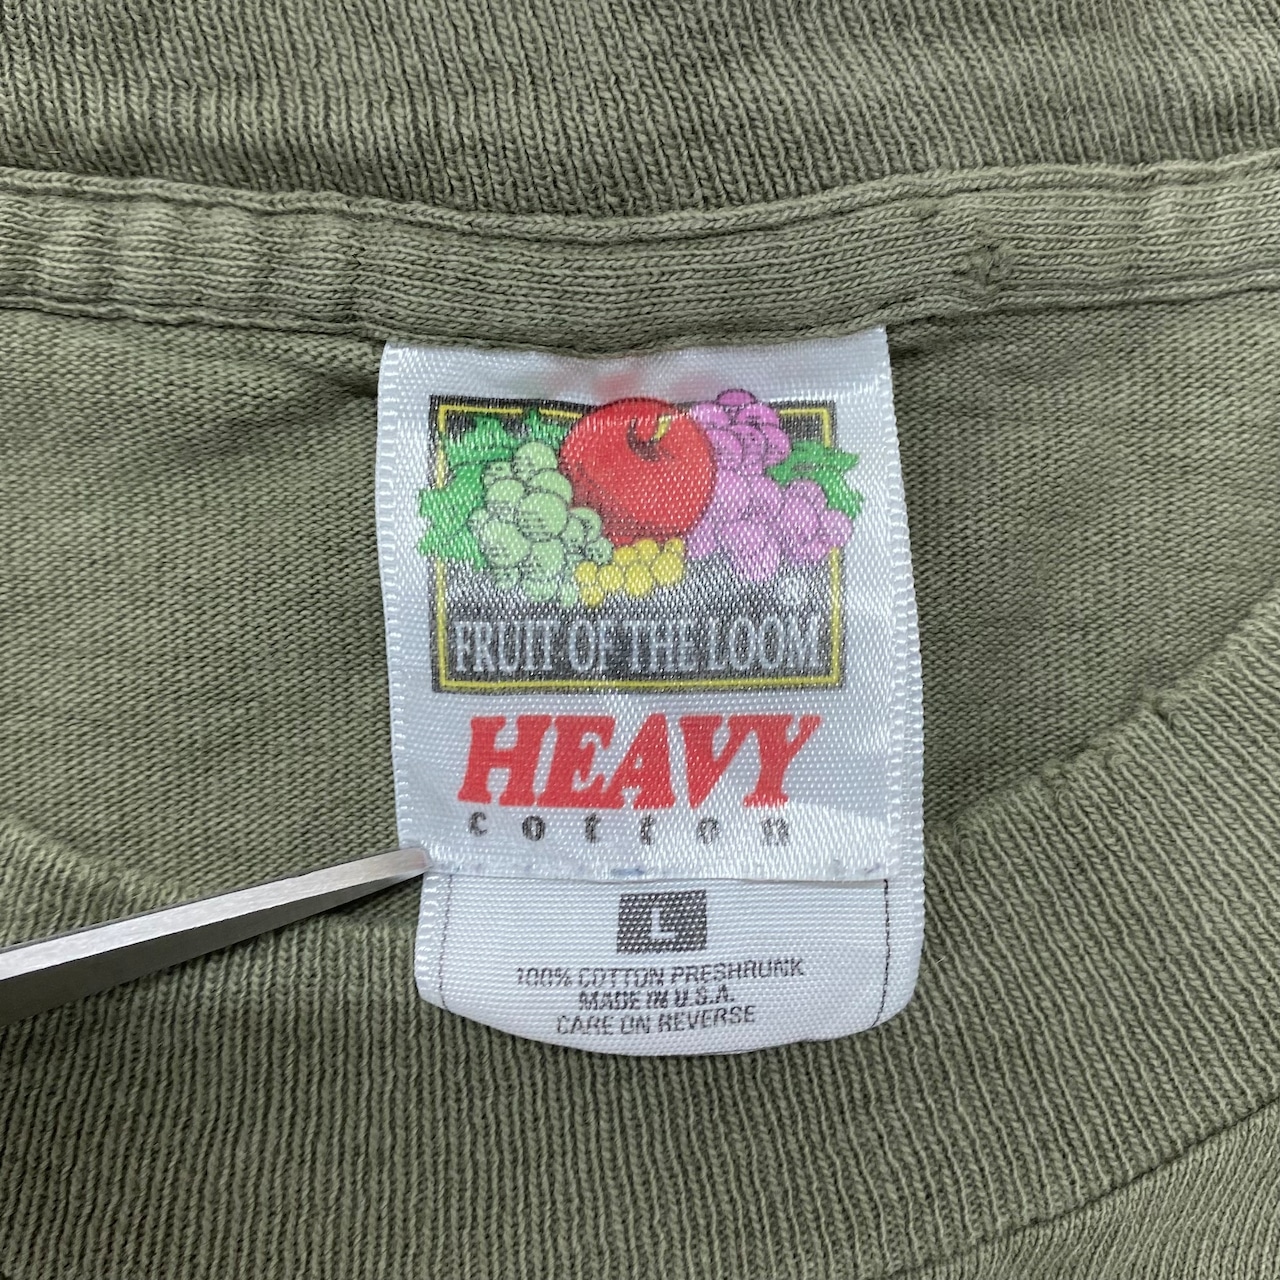 FRUIT OF THE LOOM
HEAVY
cotton
L
100% COTTON PRESHRUNK
MADE IN U.S.A.
CARE ON REVERSE